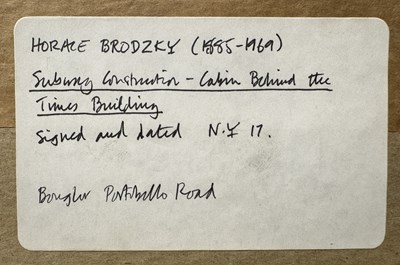 HORACE BRODZKY (1885-1969)
Subway Construction - Cabin Behind the
Times Building
signed and dated N.Y 17.
Bought Portobello Road